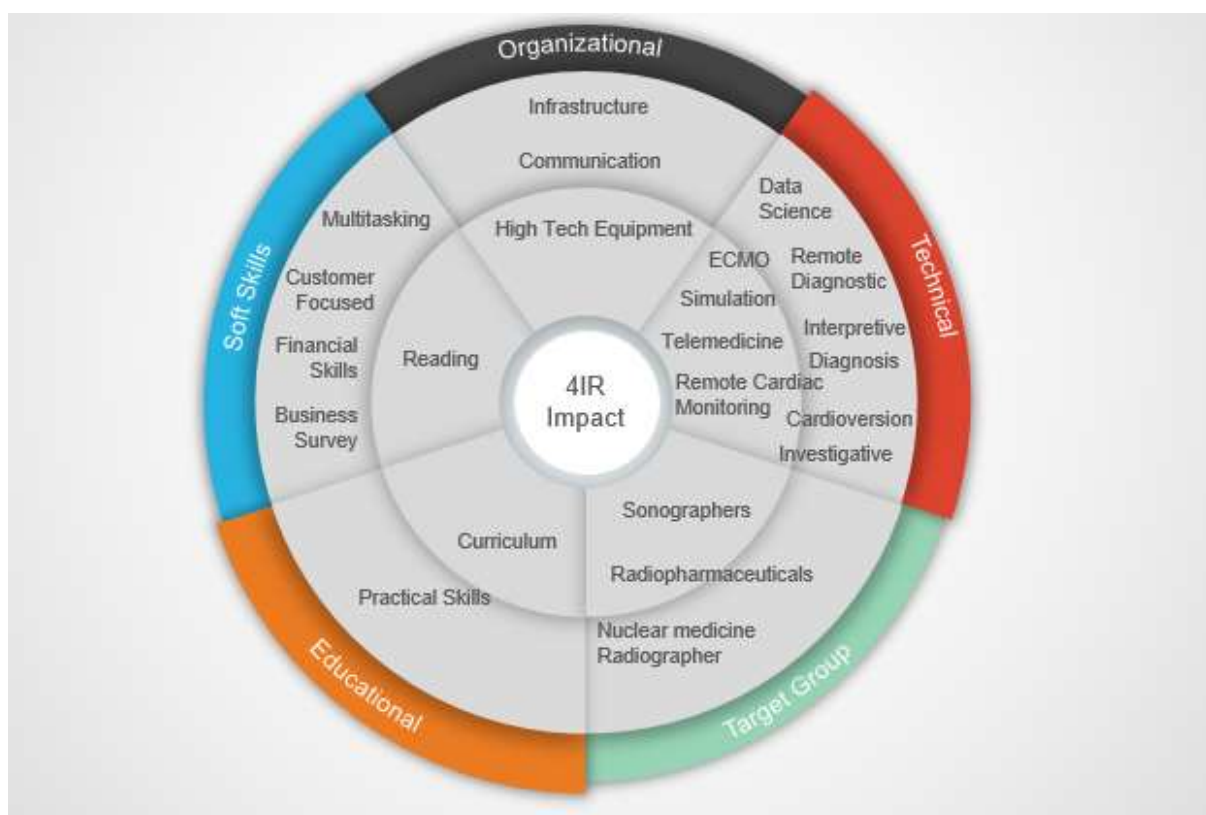 Organizational
Infrastructure
Communication
High Tech Equipment
Technical
Data
Science
ECMO
Remote
Diagnostic
Simulation
Interpretive
Telemedicine
Diagnosis
Remote Cardiac
Monitoring
Cardioversion
Investigative
Target Group
Sonographers
Radiopharmaceuticals
Nuclear medicine
Radiographer
Educational
Curriculum
Practical Skills
Soft Skills
Multitasking
Customer
Focused
Financial
Skills
Business
Survey
Reading
4IR
Impact